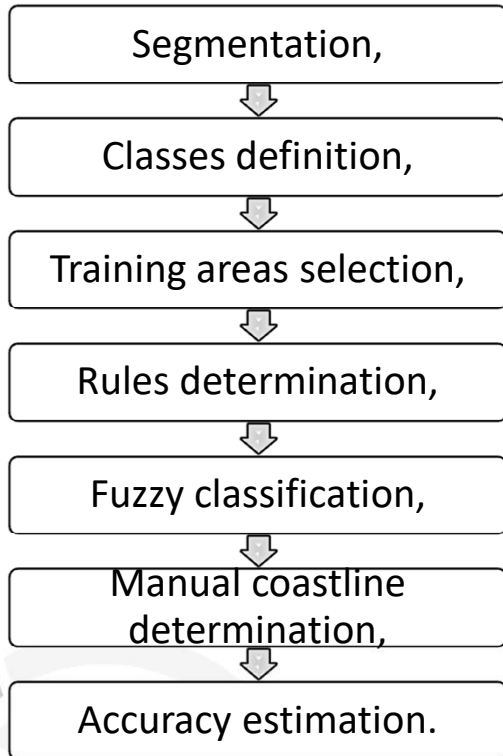 Segmentation,
Classes definition,
Training areas selection,
Rules determination,
Fuzzy classification,
Manual coastline
determination,
Accuracy estimation.